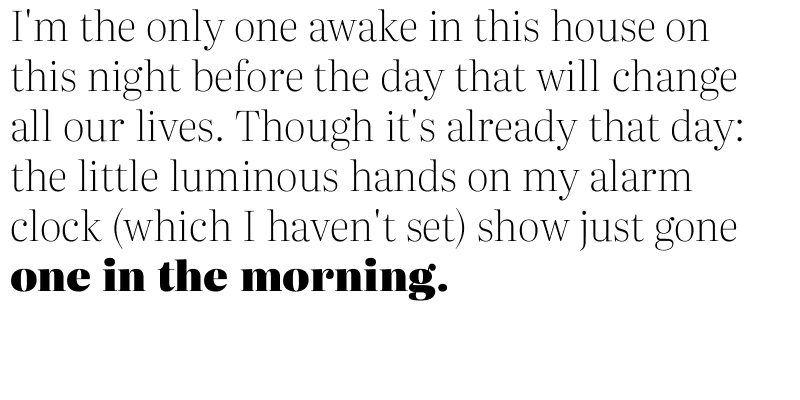 I'm the only one awake in this house on
this night before the day that will change
all our lives. Though it's already that day:
the little luminous hands on my alarm
clock (which I haven't set) show just gone
one in the morning.